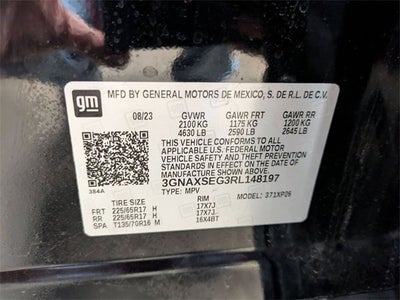 gm
MFD BY GENERAL MOTORS DE MEXICO, S. DE R.L. DE C.V.
08/23 GVWR GAWR FRT GAWR RR
2100 KG 1175 KG 1200 KG
4630 LB 2590 LB 2645 LB
THIS VEHICLE CONFORMS TO ALL
APPLICABLE U.S. FEDERAL MOTOR
VEHICLE SAFETY STANDARDS IN
EFFECT ON THE DATE OF
MANUFACTURE SHOWN ABOVE.
3GNAXSEG3RL148197
384A TYPE: MPV MODEL: 371XP26
TIRE SIZE RIM
FRT 225/65R17 H 17X7J
RR 225/65R17 H 17X7J
SPA T135/70R16 M 16X4BT